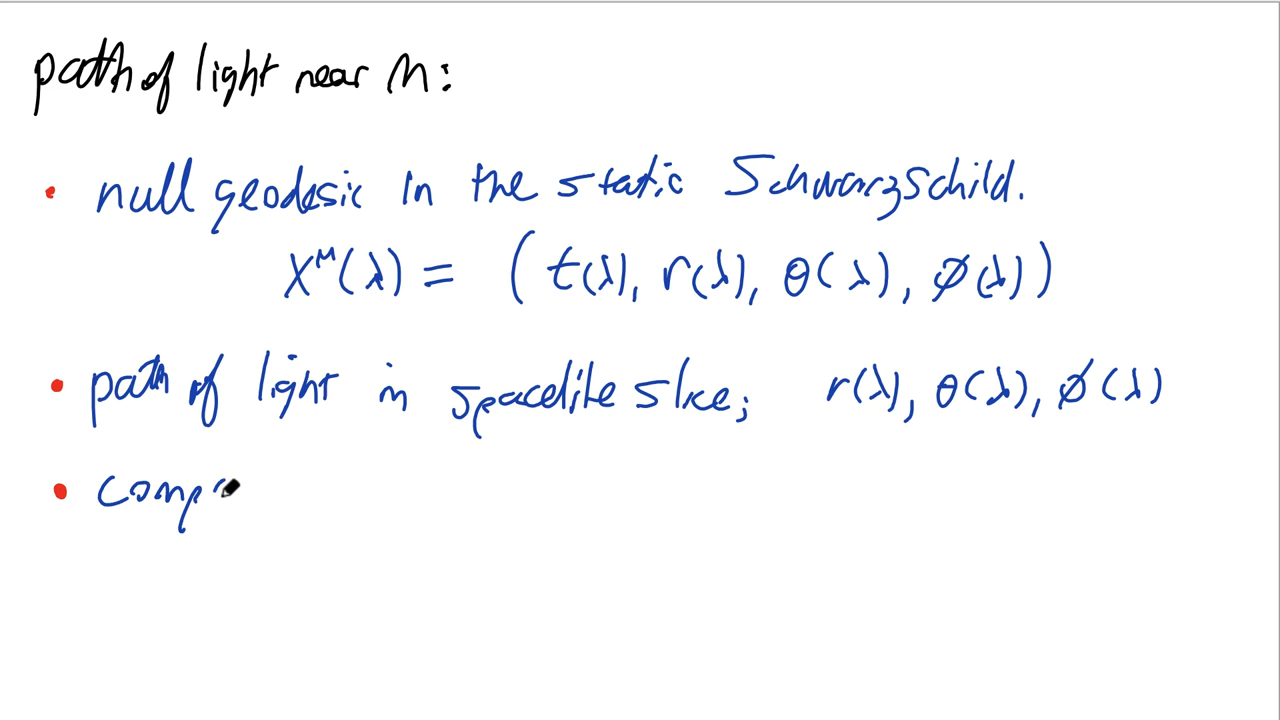 path of light near M:
• null geodesic in the static Schwarzschild.
X^μ(λ) = ( t(λ), r(λ), θ(λ), ϕ(λ) )
• path of light in spacelike slice; r(λ), θ(λ), ϕ(λ)
• comp